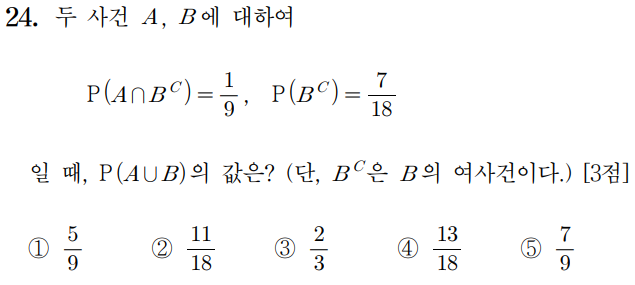 24. 두 사건 A, B에 대하여
P(A∩B^C)=1/9, P(B^C)=7/18
일 때, P(A∪B)의 값은? (단, B^C은 B의 여사건이다.) [3점]
① 5/9 ② 11/18 ③ 2/3 ④ 13/18 ⑤ 7/9